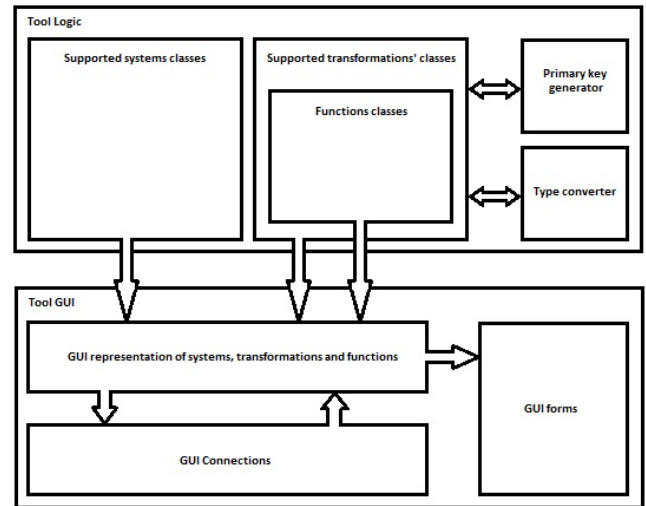 Tool Logic
Supported systems classes
Supported transformations' classes
Functions classes
Primary key
generator
Type converter
Tool GUI
GUI representation of systems, transformations and functions
GUI forms
GUI Connections